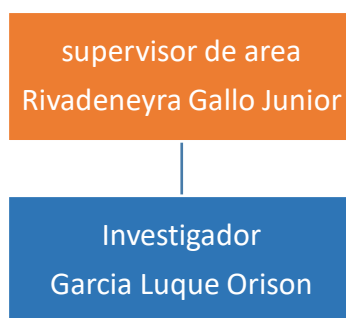 supervisor de area
Rivadeneyra Gallo Junior
Investigador
Garcia Luque Orison